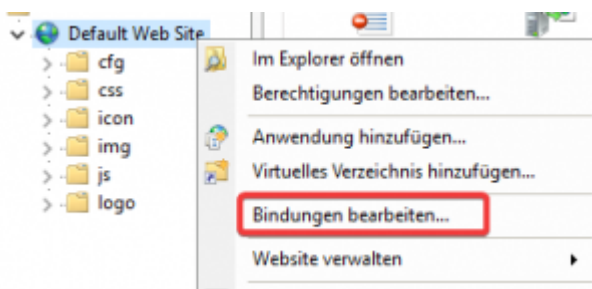 Default Web Site
cfg
css
icon
img
js
logo
Im Explorer öffnen
Berechtigungen bearbeiten...
Anwendung hinzufügen...
Virtuelles Verzeichnis hinzufügen...
Bindungen bearbeiten...
Website verwalten